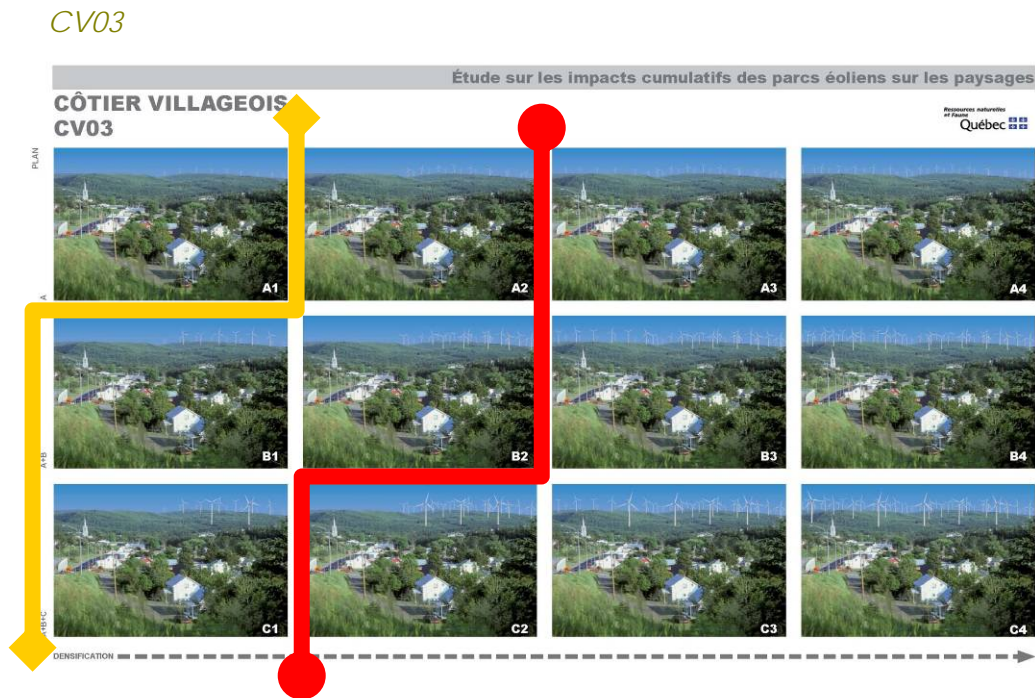 CV03
Étude sur les impacts cumulatifs des parcs éoliens sur les paysages
CÔTIER VILLAGEOIS
CV03
Ressources naturelles
et Faune
Québec
PLAN
A1
A2
A3
A4
A
B1
B2
B3
B4
A+B
C1
C2
C3
C4
A+B+C
DENSIFICATION